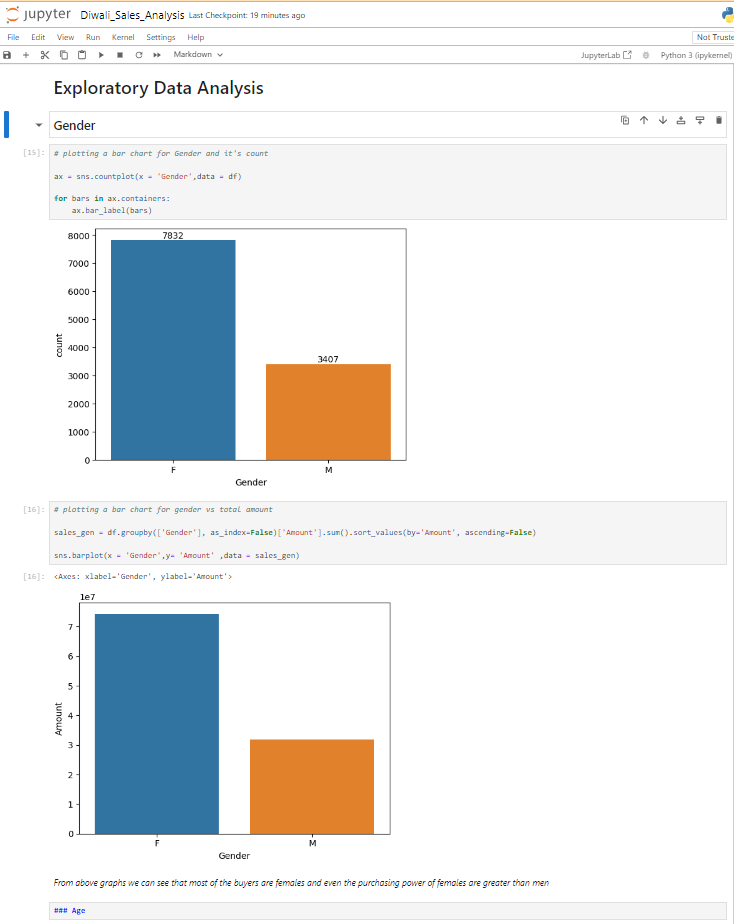 jupyter Diwali_Sales_Analysis Last Checkpoint: 19 minutes ago
File Edit View Run Kernel Settings Help Not Truste
Markdown JupyterLab Python 3 (ipykernel)
Exploratory Data Analysis
Gender
[15]: # plotting a bar chart for Gender and it's count
ax = sns.countplot(x = 'Gender',data = df)
for bars in ax.containers:
ax.bar_label(bars)
8000
7000
6000
5000
4000
3000
2000
1000
0
count
7832
3407
F M
Gender
[16]: # plotting a bar chart for gender vs total amount
sales_gen = df.groupby(['Gender'], as_index=False)['Amount'].sum().sort_values(by='Amount', ascending=False)
sns.barplot(x = 'Gender',y= 'Amount' ,data = sales_gen)
[16]: <Axes: xlabel='Gender', ylabel='Amount'>
1e7
7
6
5
4
3
2
1
0
Amount
F M
Gender
From above graphs we can see that most of the buyers are females and even the purchasing power of females are greater than men
### Age